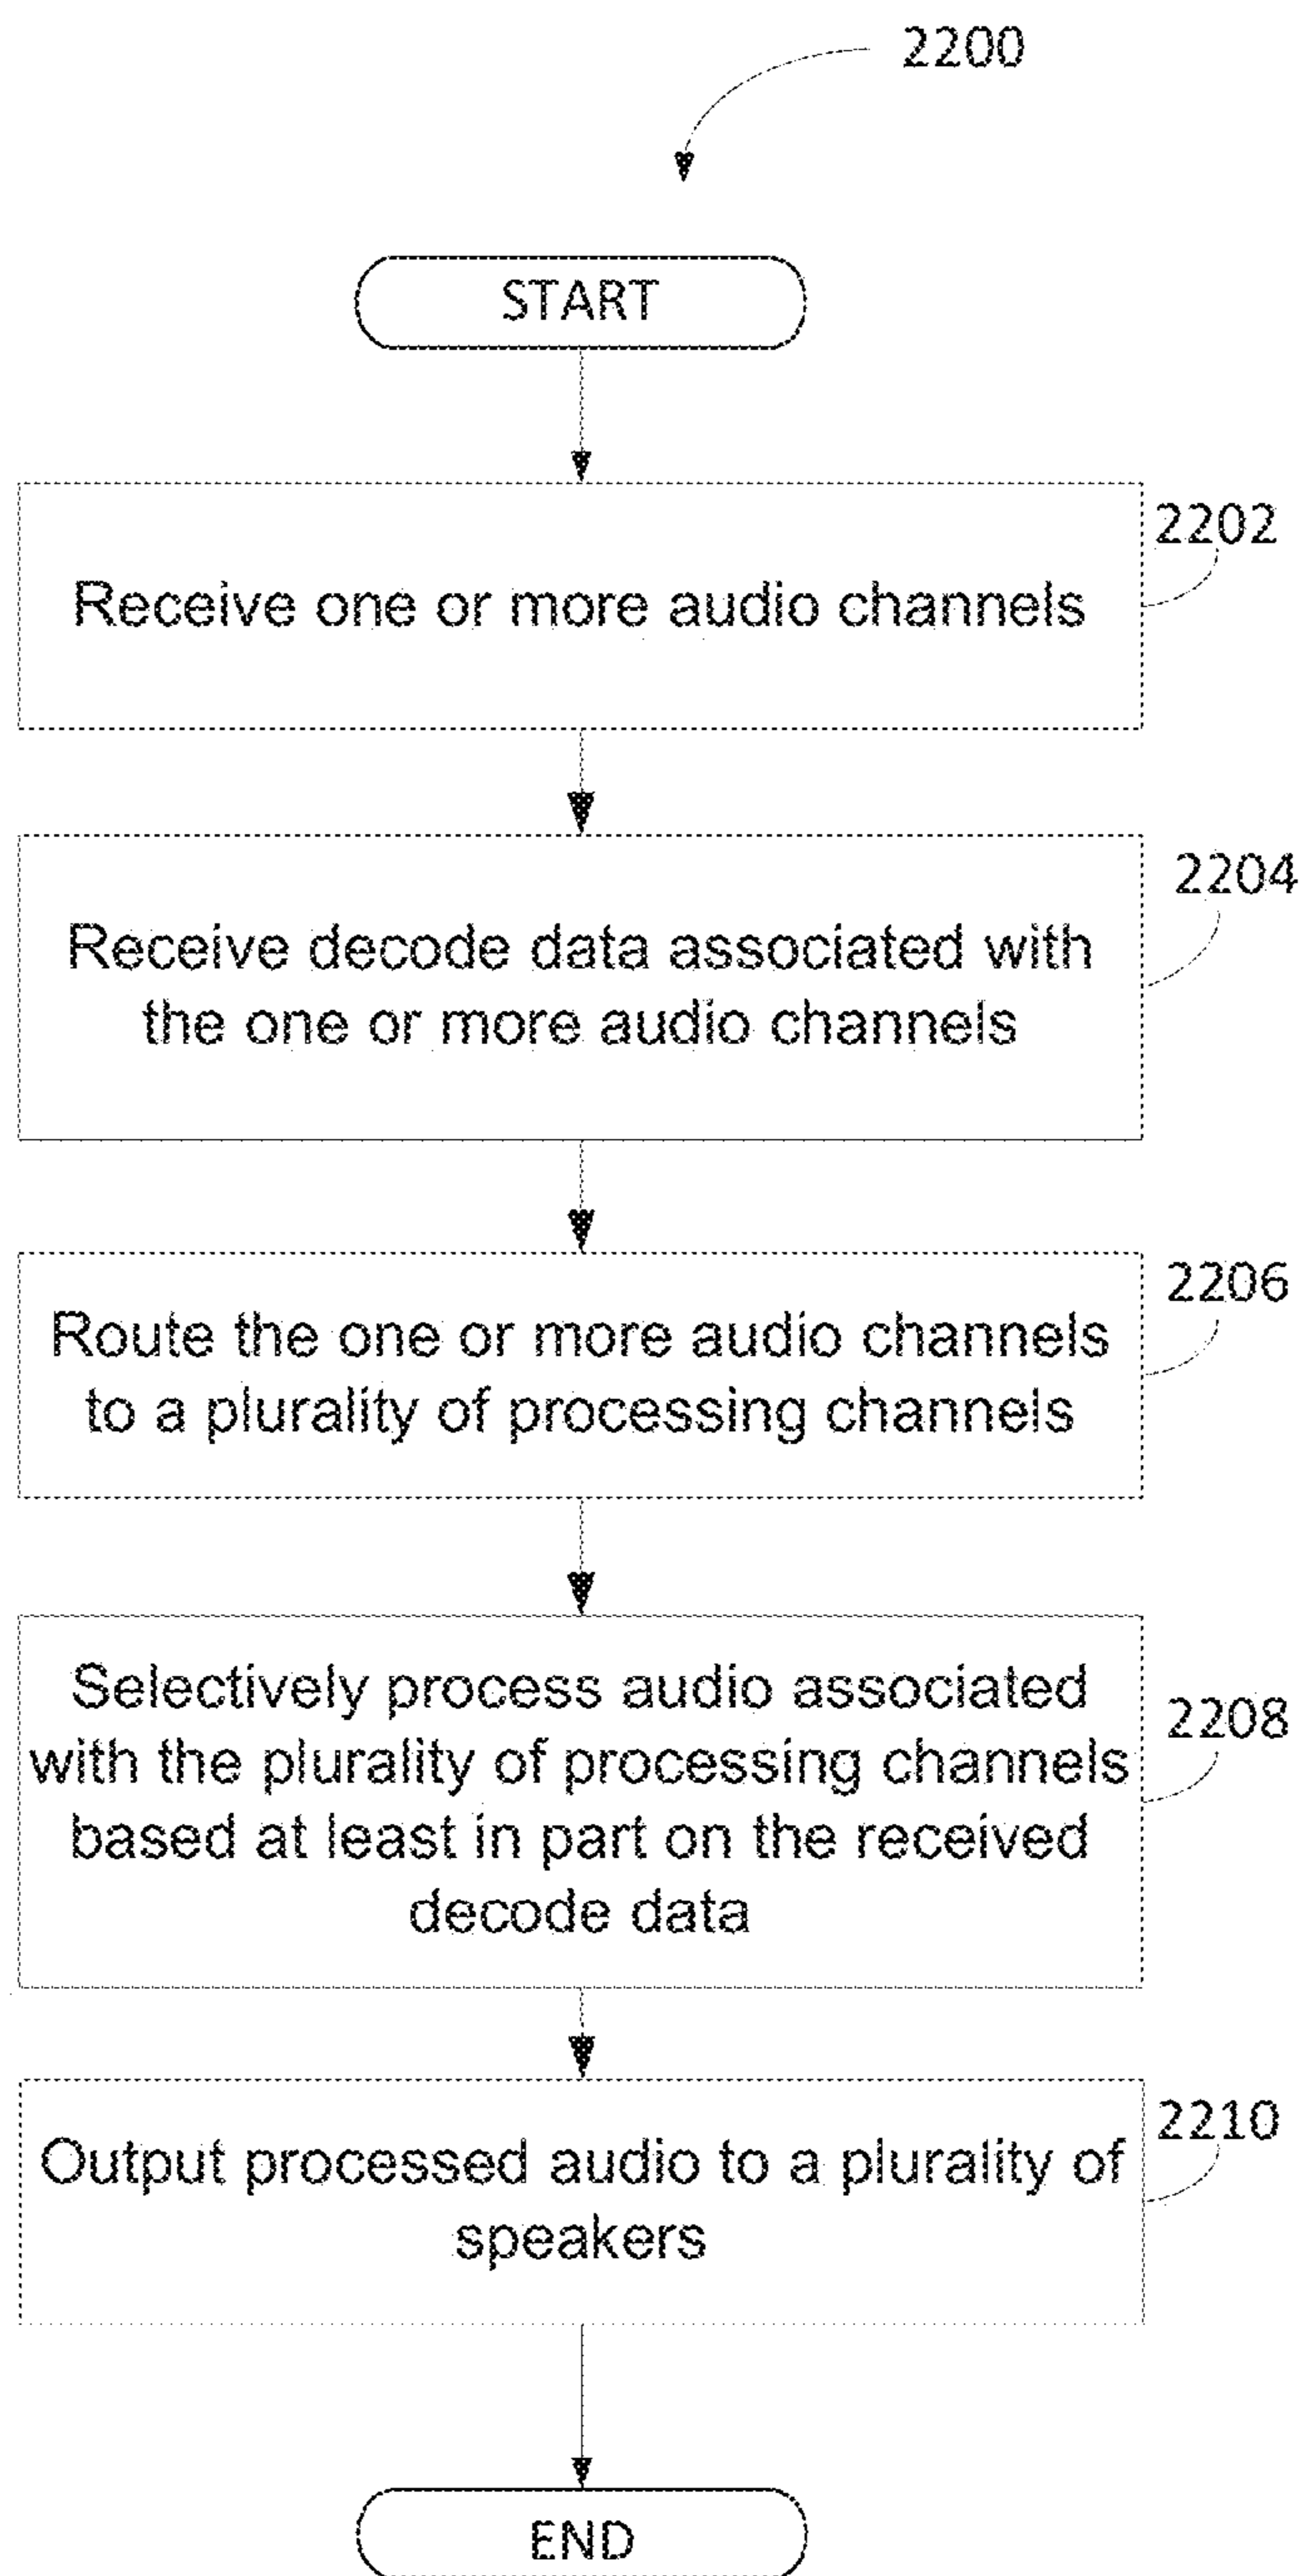 2200
START
2202
Receive one or more audio channels
2204
Receive decode data associated with
the one or more audio channels
2206
Route the one or more audio channels
to a plurality of processing channels
2208
Selectively process audio associated
with the plurality of processing channels
based at least in part on the received
decode data
2210
Output processed audio to a plurality of
speakers
END